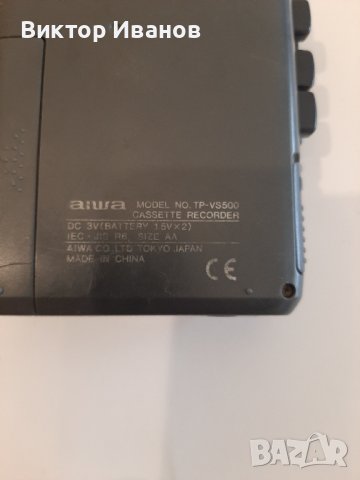 Виктор Иванов
aiwa MODEL NO. TP-VS500
CASSETTE RECORDER
DC 3V(BATTERY 1.5V×2)
IEC · JIS R6, SIZE AA
AIWA CO.,LTD. TOKYO JAPAN
MADE IN CHINA
CE
BAZAR